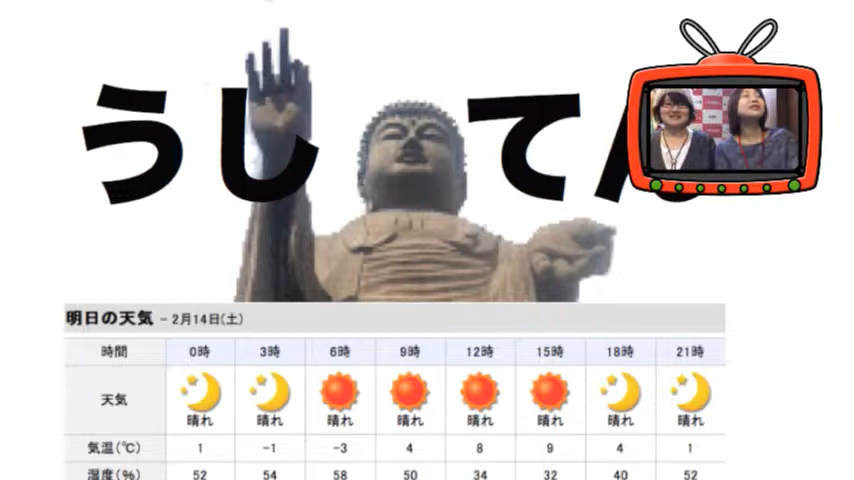 うし てん
明日の天気 - 2月14日(土)
時間 0時 3時 6時 9時 12時 15時 18時 21時
天気 晴れ 晴れ 晴れ 晴れ 晴れ 晴れ 晴れ 晴れ
気温(℃) 1 -1 -3 4 8 9 4 1
湿度(%) 52 54 58 50 34 32 40 52